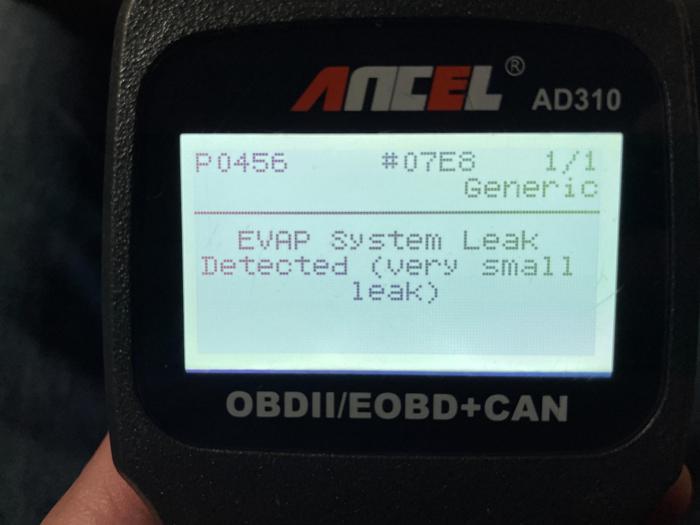 ANCEL® AD310
P0456 #07E8 1/1
Generic
EVAP System Leak
Detected (very small
leak)
OBDII/EOBD+CAN